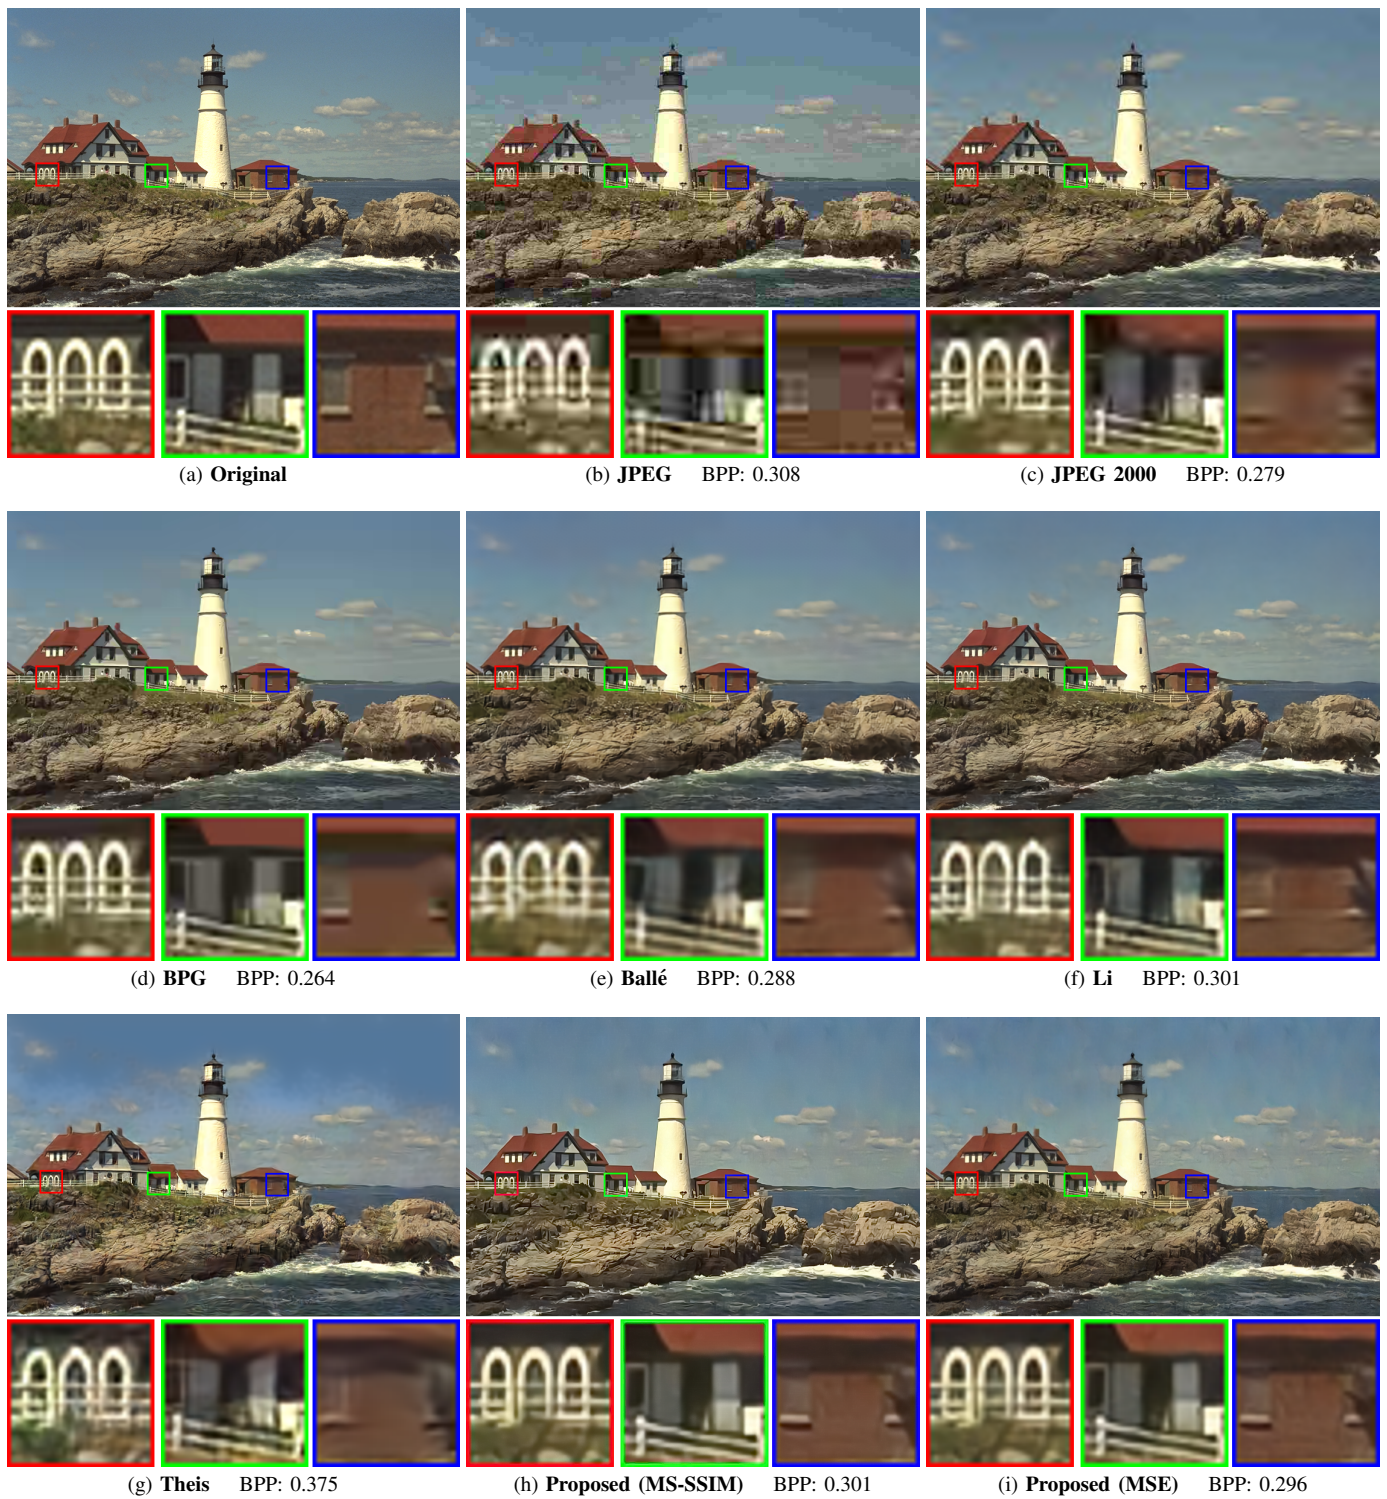 (a) Original
(b) JPEG BPP: 0.308
(c) JPEG 2000 BPP: 0.279
(d) BPG BPP: 0.264
(e) Ballé BPP: 0.288
(f) Li BPP: 0.301
(g) Theis BPP: 0.375
(h) Proposed (MS-SSIM) BPP: 0.301
(i) Proposed (MSE) BPP: 0.296